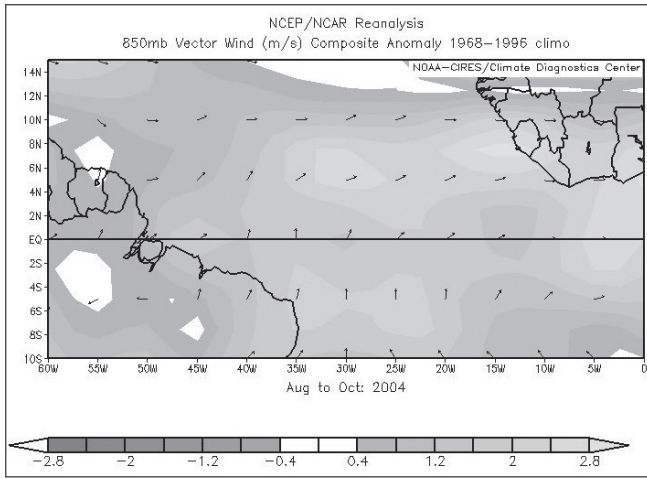 NCEP/NCAR Reanalysis
850mb Vector Wind (m/s) Composite Anomaly 1968−1996 climo
NOAA−CIRES/Climate Diagnostics Center
14N
12N
10N
8N
6N
4N
2N
EQ
2S
4S
6S
8S
10S
60W 55W 50W 45W 40W 35W 30W 25W 20W 15W 10W 5W 0
Aug to Oct: 2004
−2.8 −2 −1.2 −0.4 0.4 1.2 2 2.8